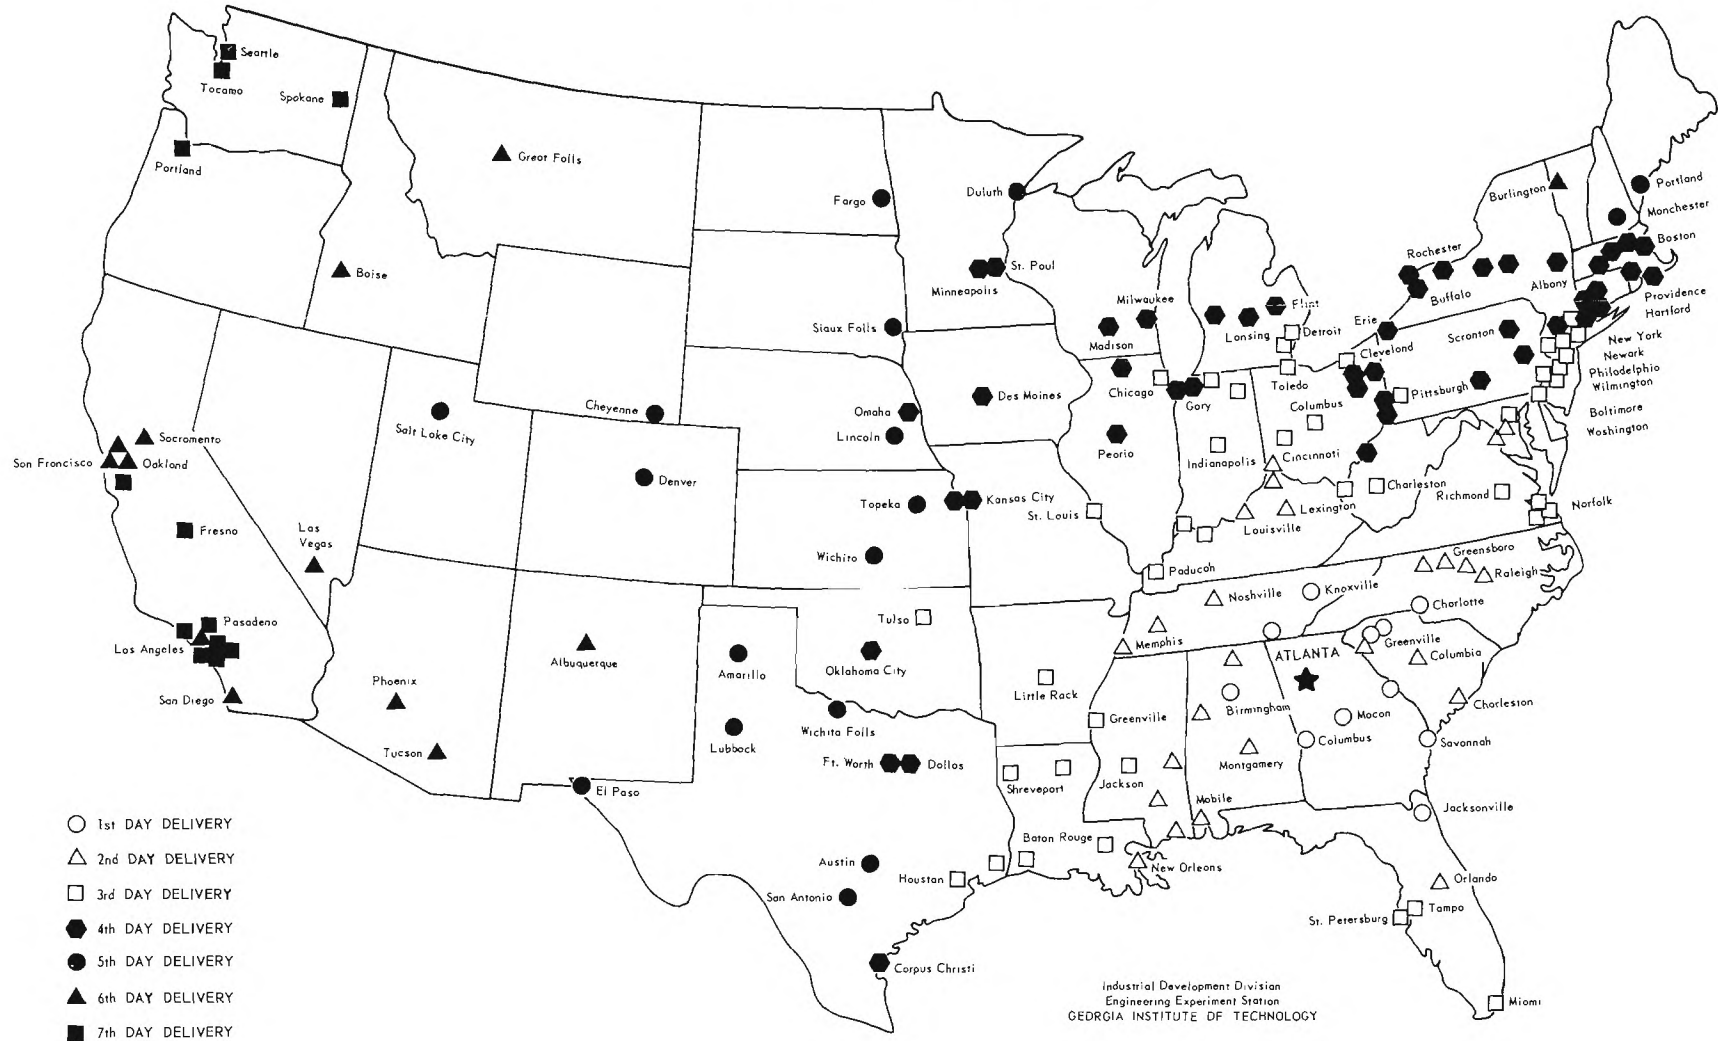 Seattle
Tocamo
Spokane
Portland
Great Falls
Boise
Fargo
Duluth
St. Paul
Minneapolis
Sioux Falls
Milwaukee
Madison
Lansing
Flint
Detroit
Rochester
Buffalo
Burlington
Portland
Manchester
Boston
Albany
Providence
Hartford
Erie
Scranton
New York
Newark
Philadelphia
Wilmington
Cleveland
Toledo
Pittsburgh
Columbus
Baltimore
Washington
Chicago
Gory
Des Moines
Omaha
Lincoln
Cheyenne
Salt Lake City
Sacramento
San Francisco
Oakland
Denver
Peoria
Indianapolis
Cincinnati
Charleston
Richmond
Norfolk
Topeka
Kansas City
St. Louis
Louisville
Lexington
Fresno
Las
Vegas
Wichita
Paducah
Greensboro
Raleigh
Nashville
Knoxville
Charlotte
Pasadena
Los Angeles
Tulsa
Memphis
Greenville
ATLANTA
Columbia
Albuquerque
Amarillo
Oklahoma City
Little Rack
Phoenix
San Diego
Birmingham
Charleston
Macon
Greenville
Wichita Falls
Lubbock
Tucson
Columbus
Savannah
Ft. Worth
Dallas
Montgomery
Jackson
Shreveport
El Paso
Mobile
Jacksonville
Baton Rouge
Austin
New Orleans
Houston
San Antonio
Orlando
Tampa
St. Petersburg
Corpus Christi
Miami
1st DAY DELIVERY
2nd DAY DELIVERY
3rd DAY DELIVERY
4th DAY DELIVERY
5th DAY DELIVERY
6th DAY DELIVERY
7th DAY DELIVERY
Industrial Development Division
Engineering Experiment Station
GEORGIA INSTITUTE OF TECHNOLOGY